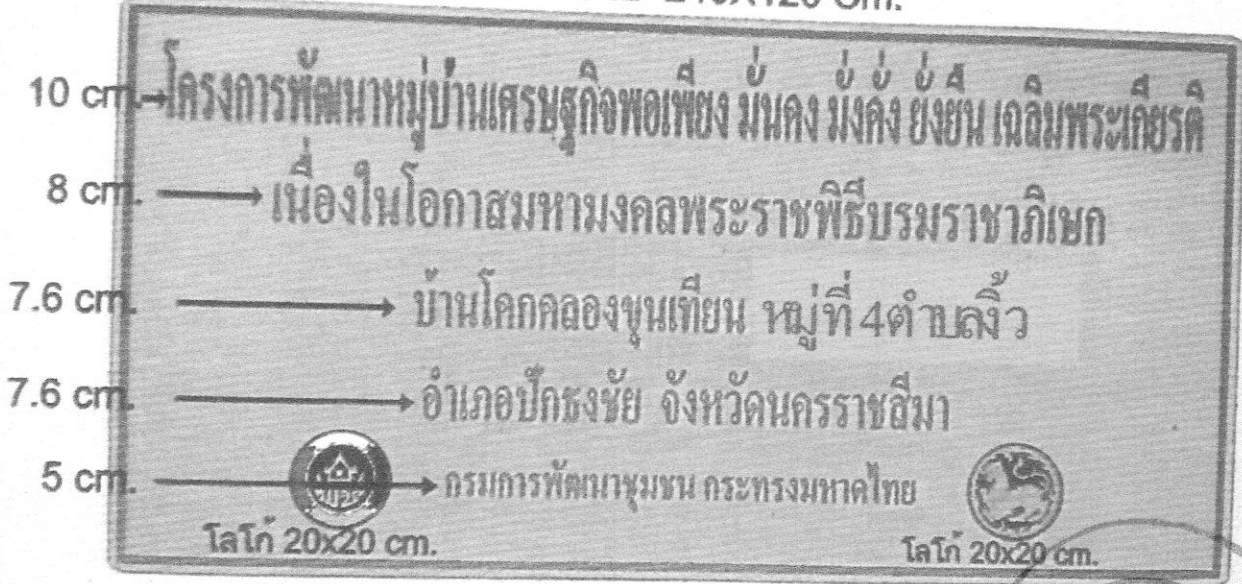 240X120 Cm.
10 cm. โครงการพัฒนาหมู่บ้านเศรษฐกิจพอเพียง มั่นคง มั่งคั่ง ยั่งยืน เฉลิมพระเกียรติ
8 cm. เนื่องในโอกาสมหามงคลพระราชพิธีบรมราชาภิเษก
7.6 cm. บ้านโคกคลองขุนเทียน หมู่ที่ 4ตำบลงิ้ว
7.6 cm. อำเภอปักธงชัย จังหวัดนครราชสีมา
5 cm. กรมการพัฒนาชุมชน กระทรงมหาดไทย
โลโก้ 20x20 cm. โลโก้ 20x20 cm.